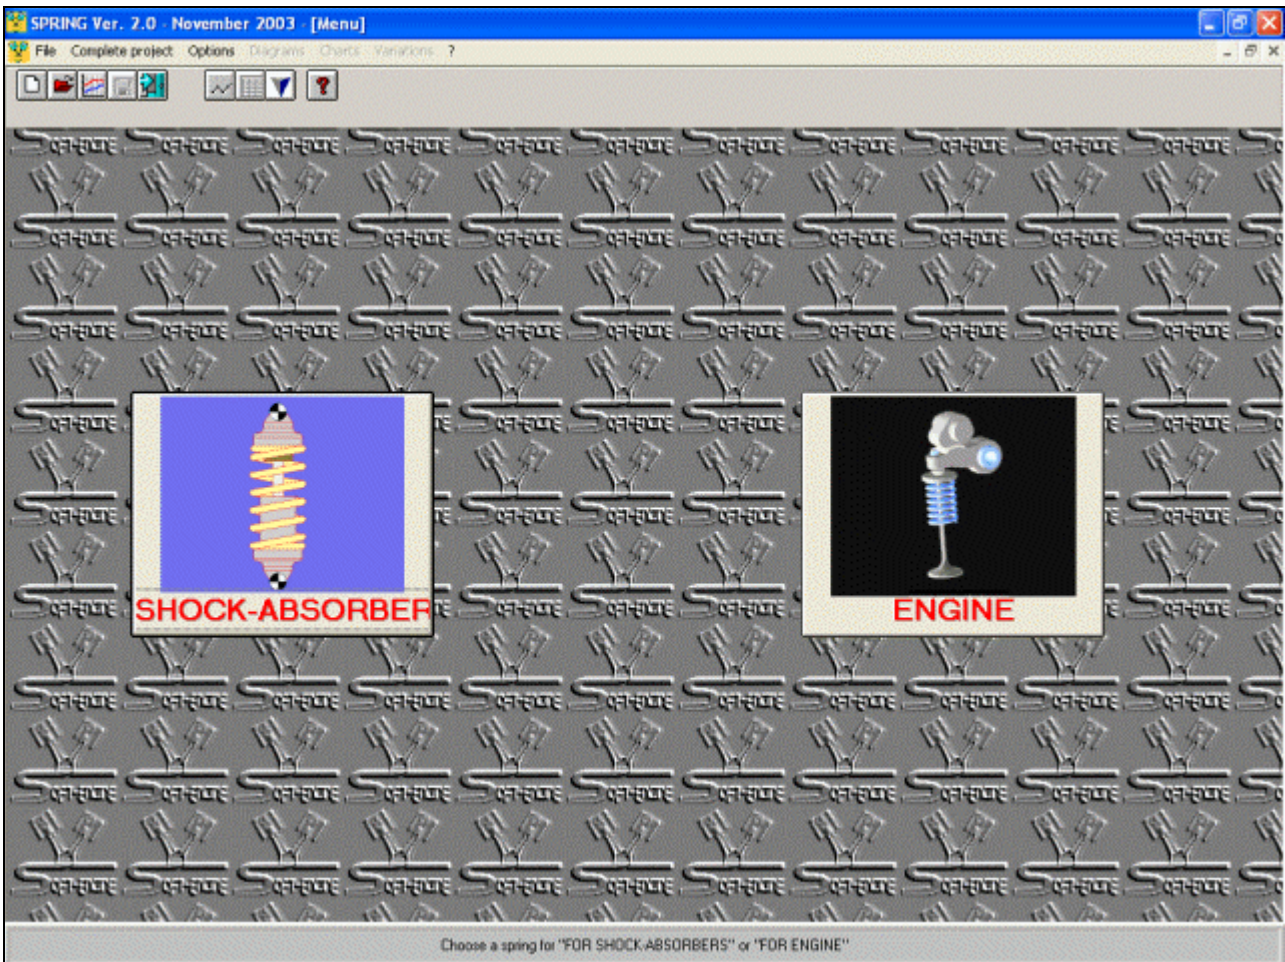 SPRING Ver. 2.0 - November 2003 - [Menu]
File Complete project Options Diagrams Charts Variations ?
SHOCK-ABSORBER
ENGINE
Choose a spring for "FOR SHOCK-ABSORBERS" or "FOR ENGINE"